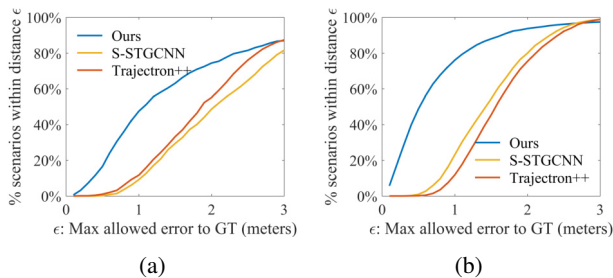 100%
80%
60%
40%
20%
0%
% scenarios within distance ϵ
Ours
S-STGCNN
Trajectron++
0 1 2 3
ϵ: Max allowed error to GT (meters)
(a)
100%
80%
60%
40%
20%
0%
% scenarios within distance ϵ
Ours
S-STGCNN
Trajectron++
0 1 2 3
ϵ: Max allowed error to GT (meters)
(b)